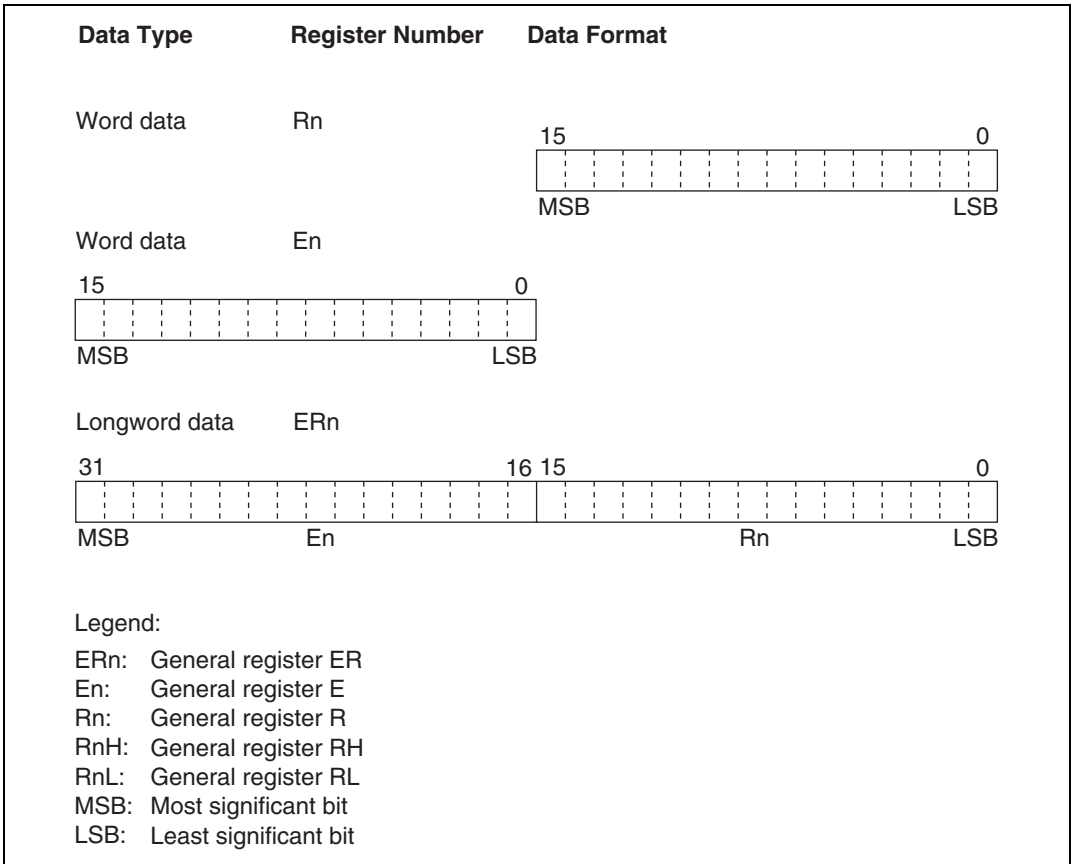 Data Type Register Number Data Format
Word data Rn
15 0
MSB LSB
Word data En
15 0
MSB LSB
Longword data ERn
31 16 15 0
MSB En Rn LSB
Legend:
ERn: General register ER
En: General register E
Rn: General register R
RnH: General register RH
RnL: General register RL
MSB: Most significant bit
LSB: Least significant bit